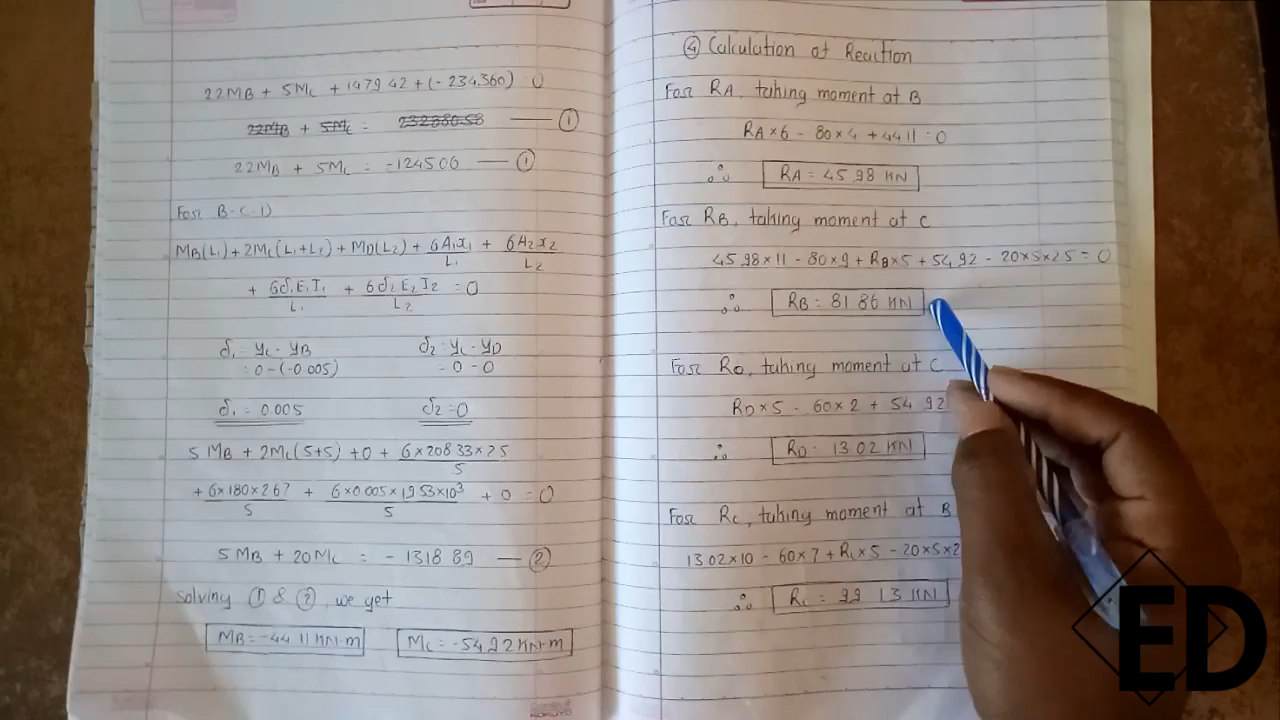 22MB + 5MC + 1479.42 + (-234.360) 0
22MB + 5MC = 23288058 —— ①
22MB + 5MC = -1245.06 —— ①
For B-C-D
MB(L1) + 2MC(L1+L2) + MD(L2) + 6A1x1/L1 + 6A2x2/L2
+ 6δ1E1I1/L1 + 6δ2E2I2/L2 = 0
δ1 = yC - yB δ2 = yC - yD
= 0 - (-0.005) = 0 - 0
δ1 = 0.005 δ2 = 0
5MB + 2MC(5+5) + 0 + 6×208.33×2.5/5
+ 6×180×2.67/5 + 6×0.005×19.53×10³/5 + 0 = 0
5MB + 20MC = -1318.89 — ②
Solving ① & ②, we get
MB = -44.11 KN·m MC = -54.92 KN·m
④ Calculation of Reaction
For RA, taking moment at B
RA×6 - 80×4 + 44.11 = 0
∴ RA = 45.98 KN
For RB, taking moment at C
45.98×11 - 80×9 + RB×5 + 54.92 - 20×5×2.5 = 0
∴ RB = 81.86 KN
For RD, taking moment at C
RD×5 - 60×2 + 54.92
∴ RD = 13.02 KN
For RC, taking moment at B
13.02×10 - 60×7 + RC×5 - 20×5×2
∴ RC = 99.13 KN
ED